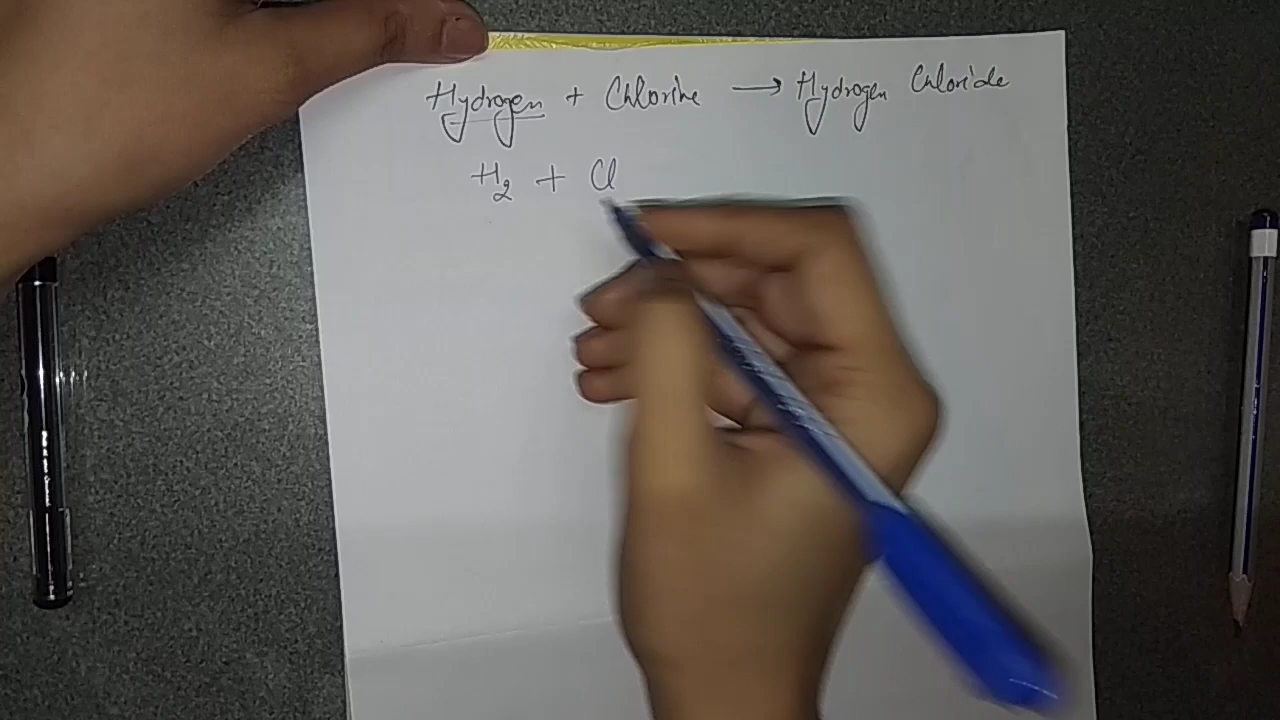 Hydrogen + Chlorine → Hydrogen Chloride
H₂ + Cl